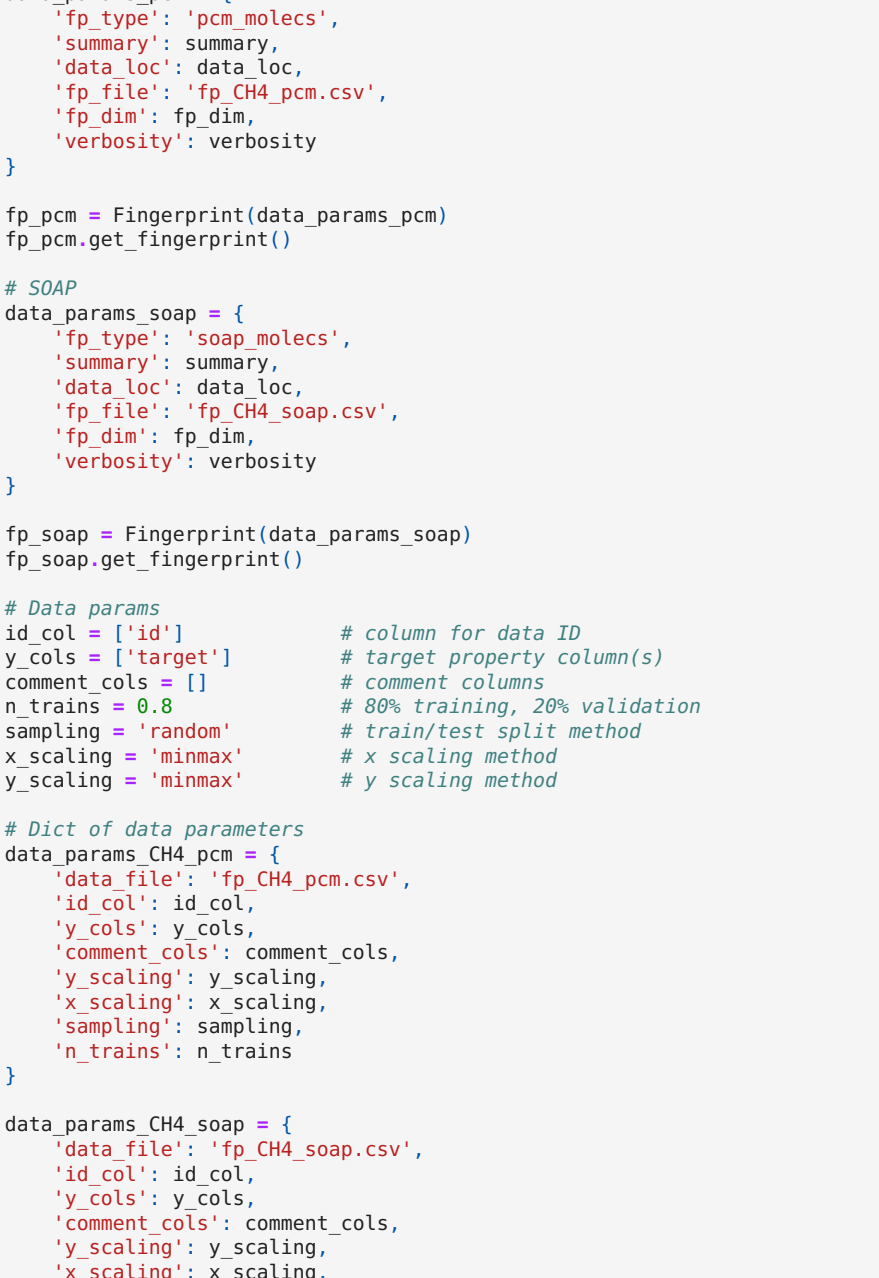 'fp_type': 'pcm_molecs',
    'summary': summary,
    'data_loc': data_loc,
    'fp_file': 'fp_CH4_pcm.csv',
    'fp_dim': fp_dim,
    'verbosity': verbosity
}

fp_pcm = Fingerprint(data_params_pcm)
fp_pcm.get_fingerprint()

# SOAP
data_params_soap = {
    'fp_type': 'soap_molecs',
    'summary': summary,
    'data_loc': data_loc,
    'fp_file': 'fp_CH4_soap.csv',
    'fp_dim': fp_dim,
    'verbosity': verbosity
}

fp_soap = Fingerprint(data_params_soap)
fp_soap.get_fingerprint()

# Data params
id_col = ['id']             # column for data ID
y_cols = ['target']         # target property column(s)
comment_cols = []           # comment columns
n_trains = 0.8              # 80% training, 20% validation
sampling = 'random'         # train/test split method
x_scaling = 'minmax'        # x scaling method
y_scaling = 'minmax'        # y scaling method

# Dict of data parameters
data_params_CH4_pcm = {
    'data_file': 'fp_CH4_pcm.csv',
    'id_col': id_col,
    'y_cols': y_cols,
    'comment_cols': comment_cols,
    'y_scaling': y_scaling,
    'x_scaling': x_scaling,
    'sampling': sampling,
    'n_trains': n_trains
}

data_params_CH4_soap = {
    'data_file': 'fp_CH4_soap.csv',
    'id_col': id_col,
    'y_cols': y_cols,
    'comment_cols': comment_cols,
    'y_scaling': y_scaling,
    'x_scaling': x_scaling,